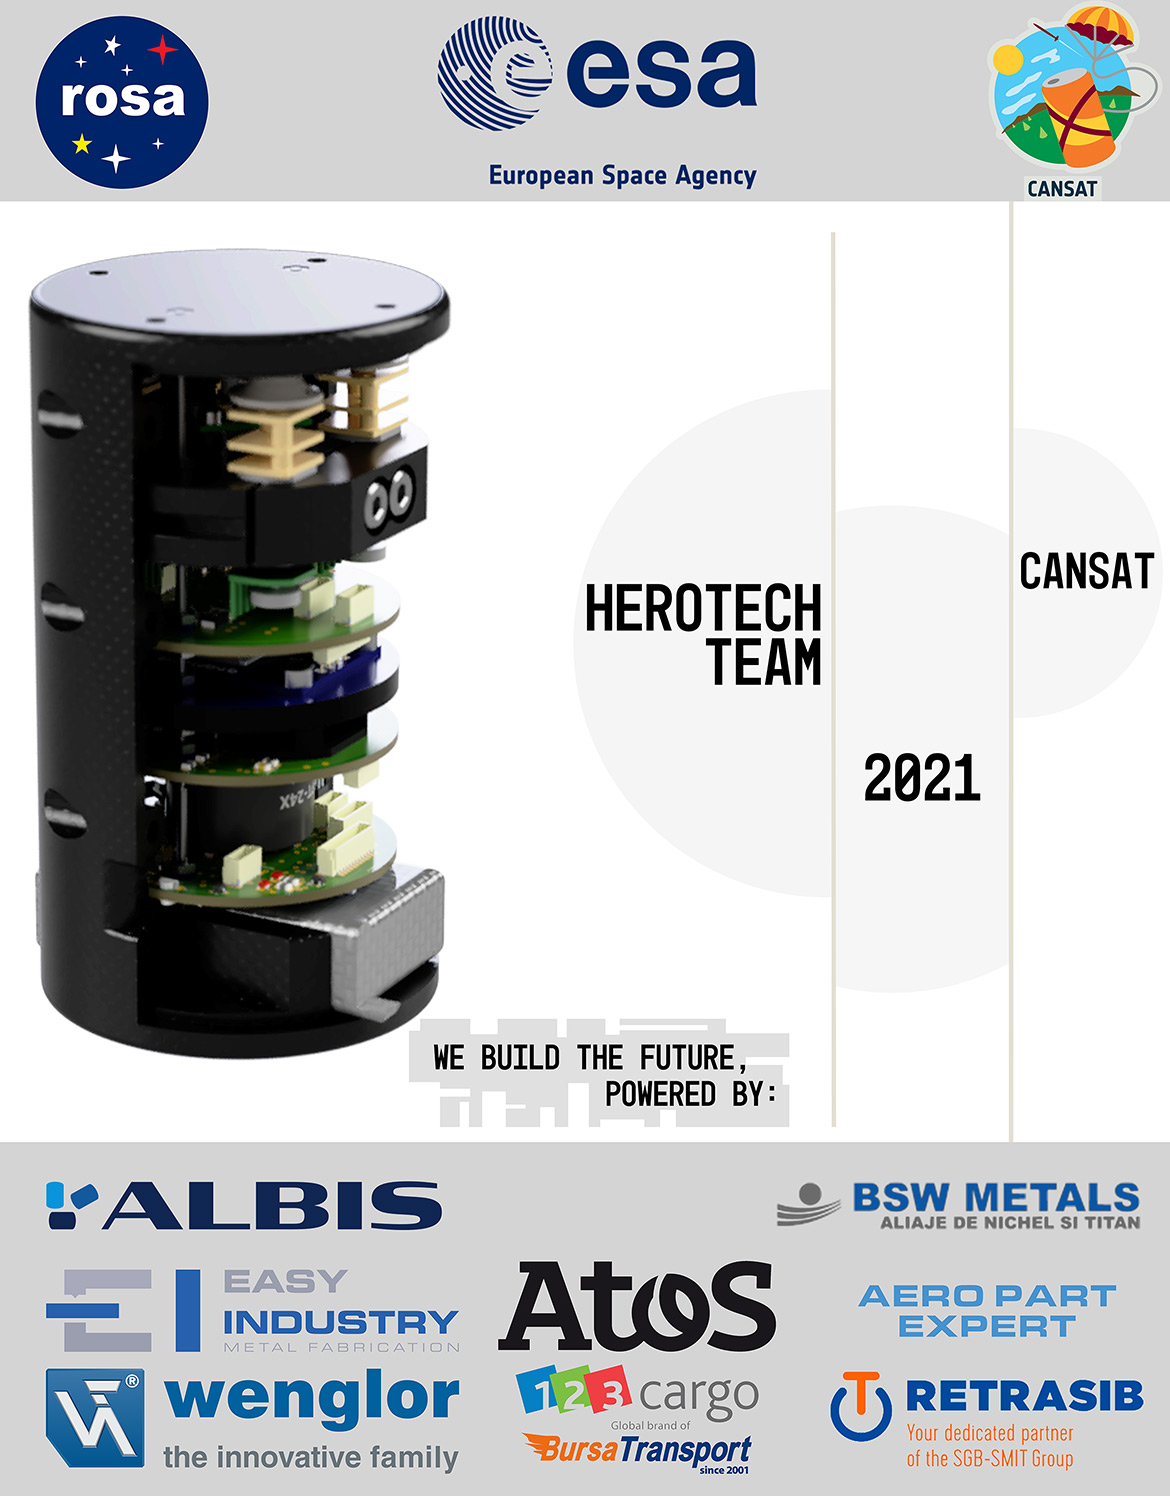 rosa
esa
European Space Agency
CANSAT
HEROTECH
TEAM
2021
CANSAT
WE BUILD THE FUTURE,
POWERED BY:
ALBIS
BSW METALS
ALIAJE DE NICHEL SI TITAN
EASY
INDUSTRY
METAL FABRICATION
EI
Atos
AERO PART
EXPERT
wenglor®
the innovative family
123 cargo
Global brand of
BursaTransport
since 2001
RETRASIB
Your dedicated partner
of the SGB-SMIT Group